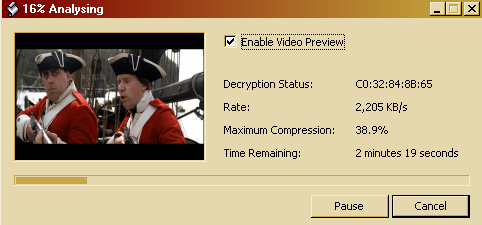 16% Analysing
Enable Video Preview
Decryption Status: C0:32:84:8B:65
Rate: 2,205 KB/s
Maximum Compression: 38.9%
Time Remaining: 2 minutes 19 seconds
Pause Cancel